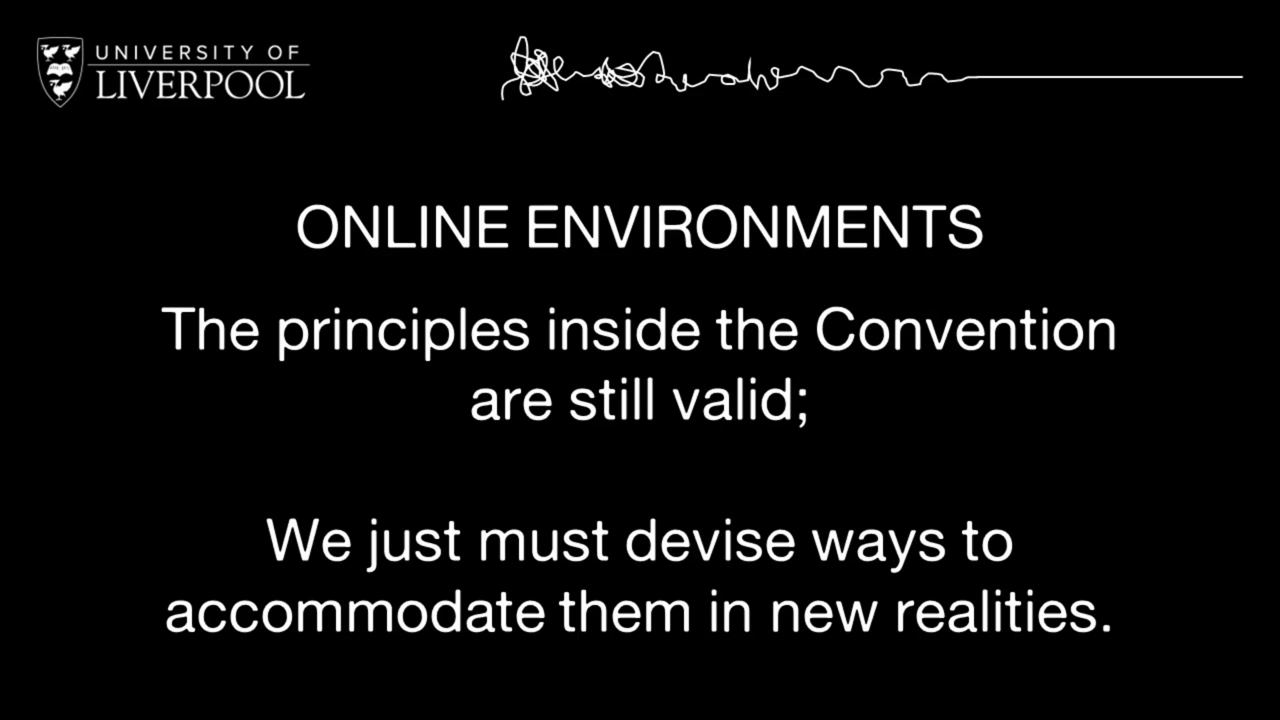 UNIVERSITY OF
LIVERPOOL
ONLINE ENVIRONMENTS
The principles inside the Convention
are still valid;
We just must devise ways to
accommodate them in new realities.